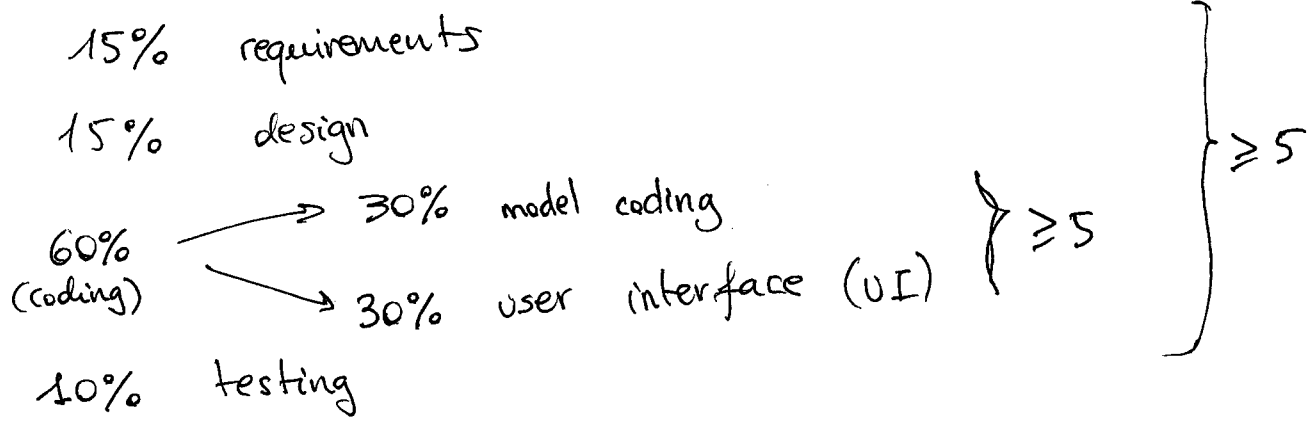 15% requirements
15% design
60% (coding) → 30% model coding } ≥ 5
→ 30% user interface (UI)
10% testing
} ≥ 5